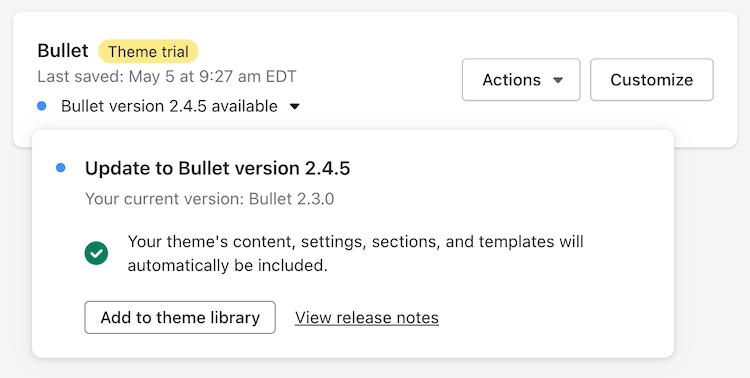 Bullet Theme trial
Last saved: May 5 at 9:27 am EDT
Bullet version 2.4.5 available
Actions
Customize
Update to Bullet version 2.4.5
Your current version: Bullet 2.3.0
Your theme's content, settings, sections, and templates will
automatically be included.
Add to theme library
View release notes